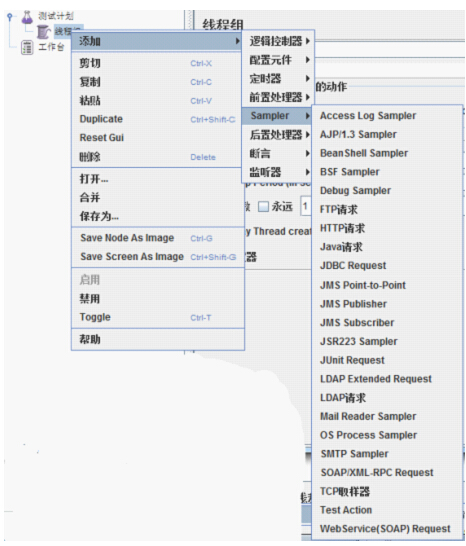 测试计划
线程组
工作台
线程组
添加
剪切 Ctrl-X
复制 Ctrl-C
粘贴 Ctrl-V
Duplicate Ctrl+Shift-C
Reset Gui
删除 Delete
打开...
合并
保存为...
Save Node As Image Ctrl-G
Save Screen As Image Ctrl+Shift-G
启用
禁用
Toggle Ctrl-T
帮助
逻辑控制器
配置元件
定时器
前置处理器
Sampler
后置处理器
断言
监听器
的动作
永远 1
y Thread creat
器
Access Log Sampler
AJP/1.3 Sampler
BeanShell Sampler
BSF Sampler
Debug Sampler
FTP请求
HTTP请求
Java请求
JDBC Request
JMS Point-to-Point
JMS Publisher
JMS Subscriber
JSR223 Sampler
JUnit Request
LDAP Extended Request
LDAP请求
Mail Reader Sampler
OS Process Sampler
SMTP Sampler
SOAP/XML-RPC Request
TCP取样器
Test Action
WebService(SOAP) Request